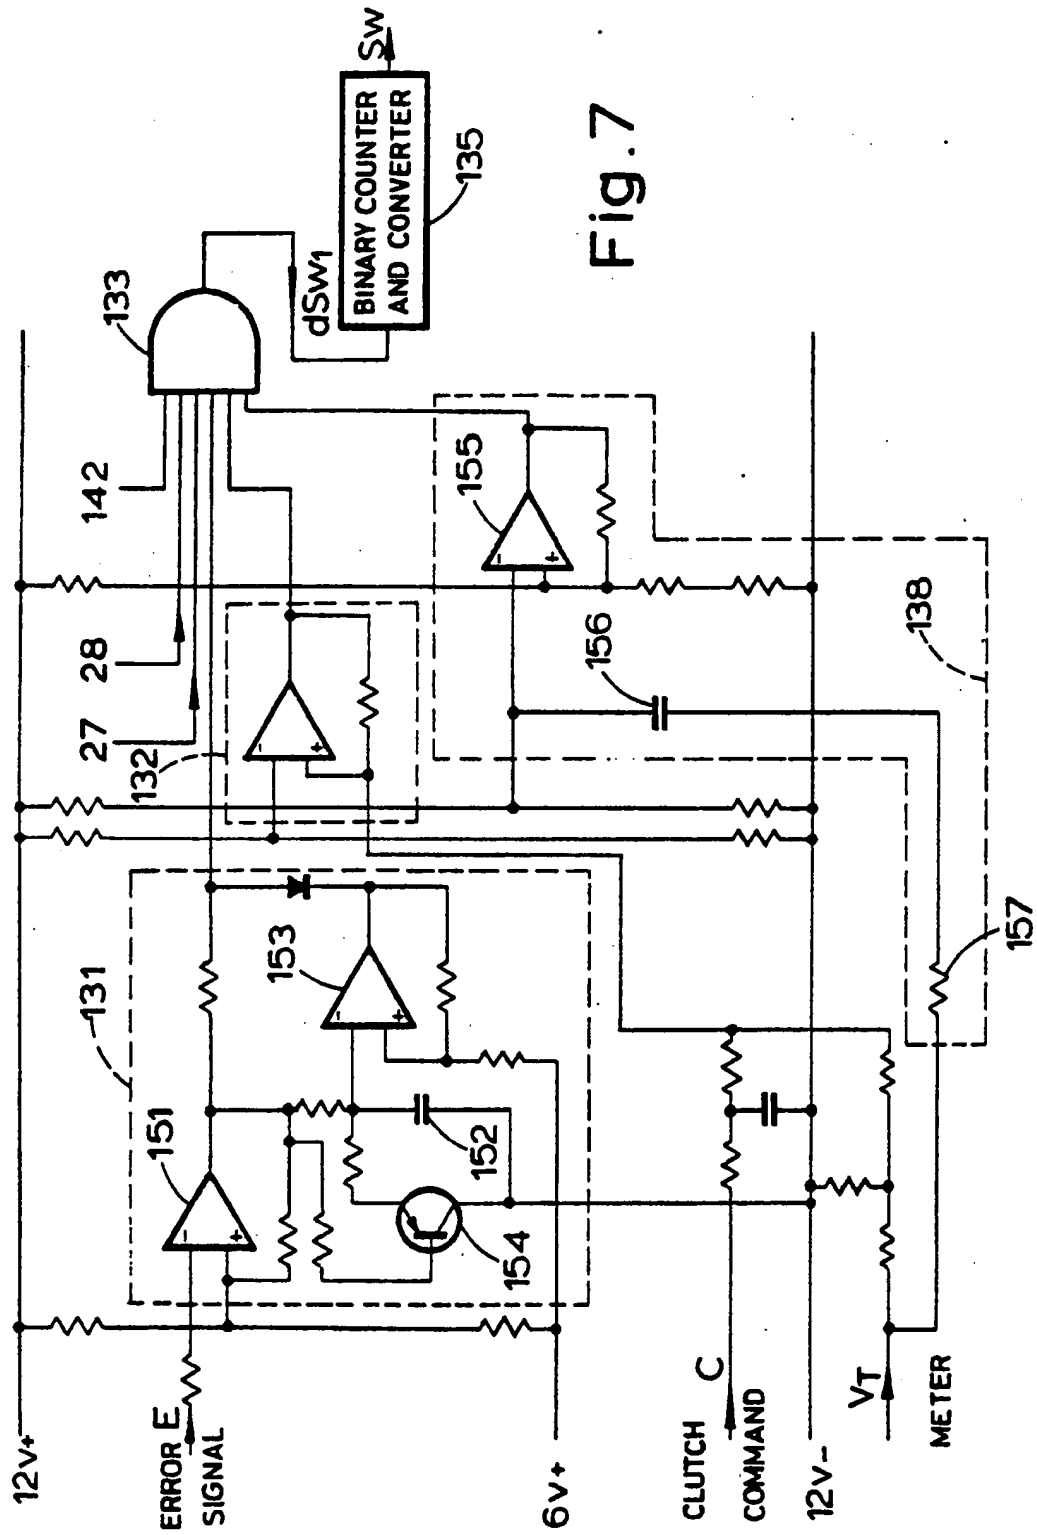 12V+
ERROR E
SIGNAL
6V+
CLUTCH C
COMMAND
12V-
VT
METER
131
151
152
153
154
132
27
28
142
133
dSW1
BINARY COUNTER
AND CONVERTER
SW
135
155
156
138
157
Fig.7
- +
- +
- +
- +